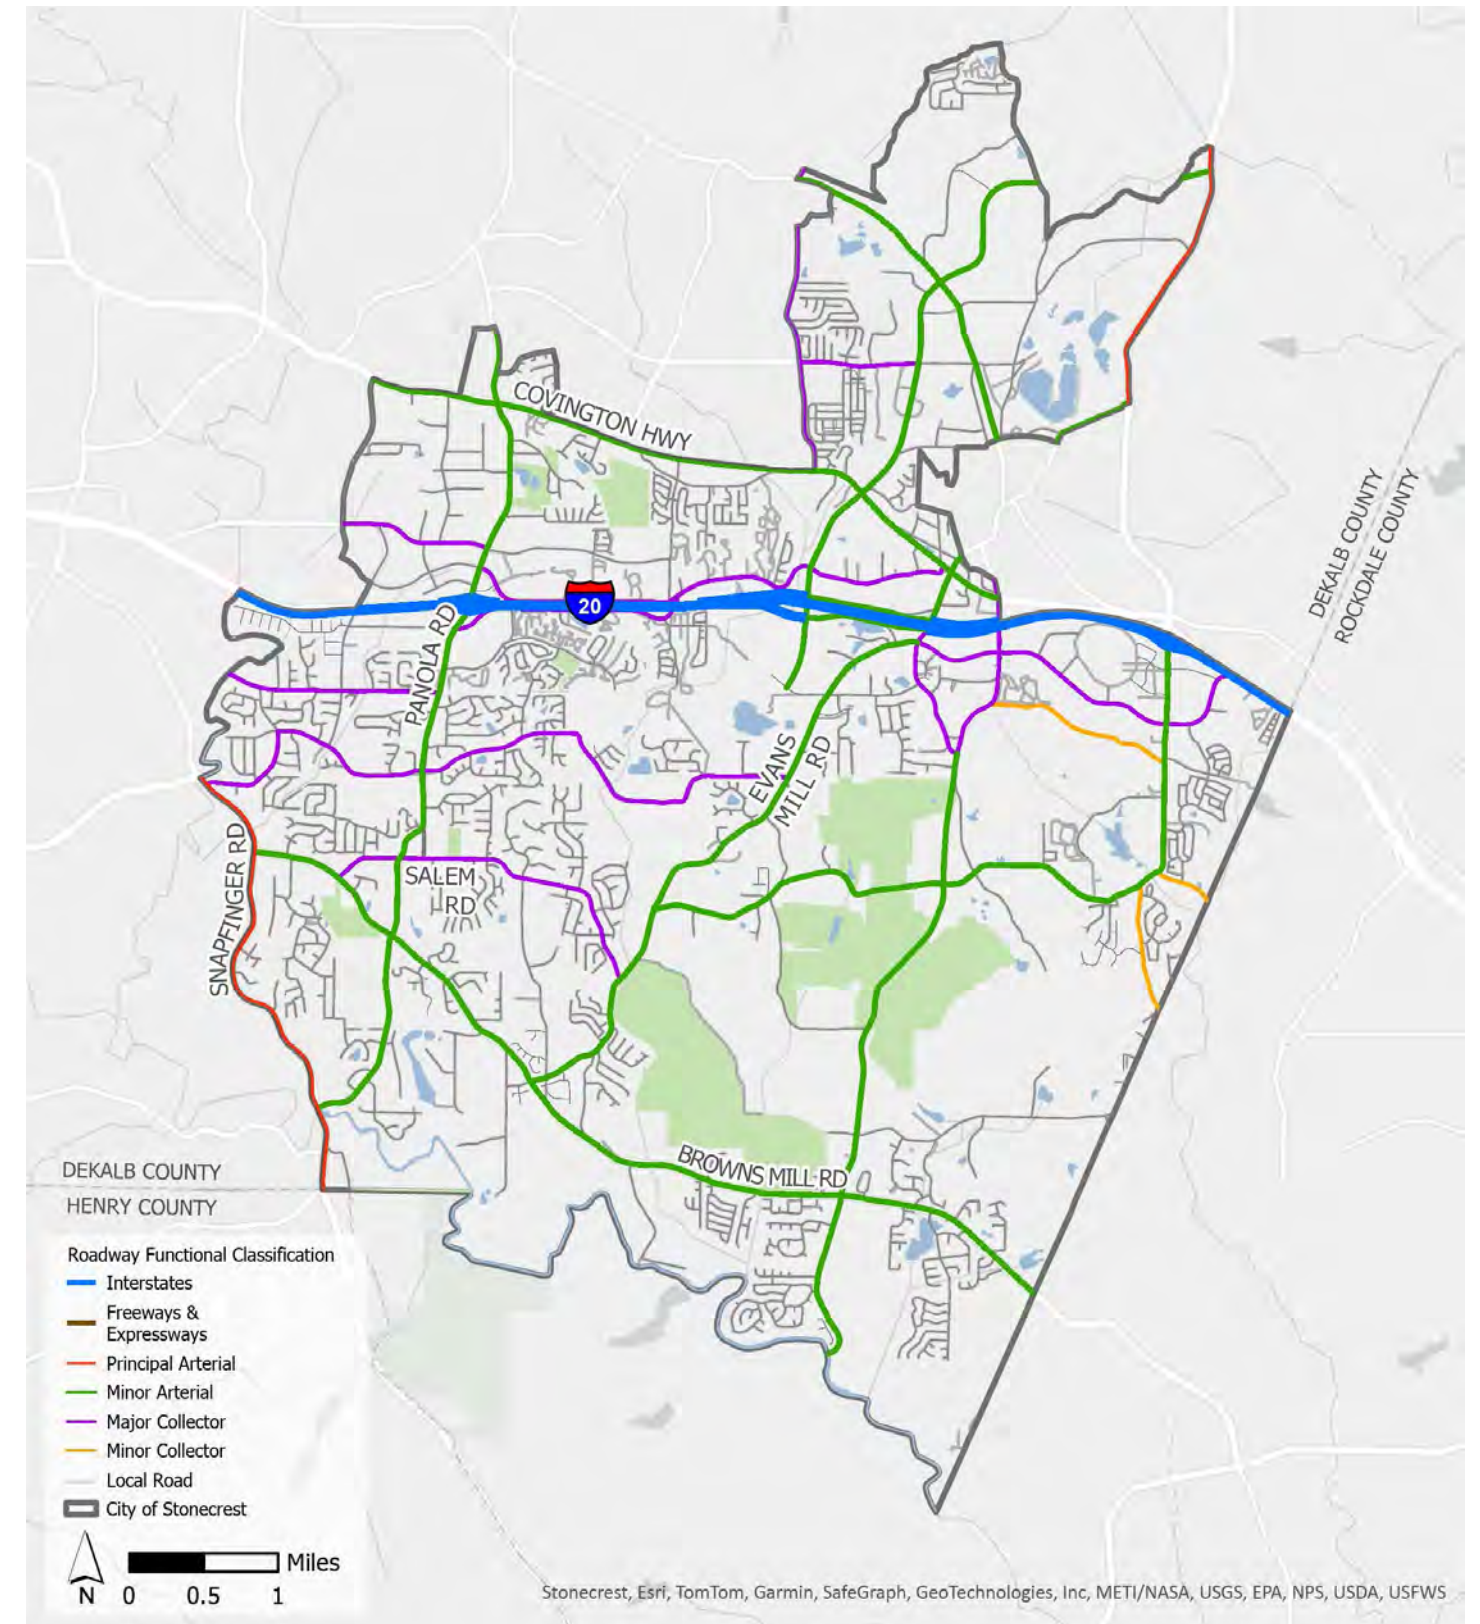 COVINGTON HWY
20
PANOLA RD
EVANS
MILL RD
SNAPFINGER RD
SALEM
RD
BROWNS MILL RD
DEKALB COUNTY
ROCKDALE COUNTY
DEKALB COUNTY
HENRY COUNTY
Roadway Functional Classification
Interstates
Freeways &
Expressways
Principal Arterial
Minor Arterial
Major Collector
Minor Collector
Local Road
City of Stonecrest
N
Miles
0 0.5 1
Stonecrest, Esri, TomTom, Garmin, SafeGraph, GeoTechnologies, Inc, METI/NASA, USGS, EPA, NPS, USDA, USFWS